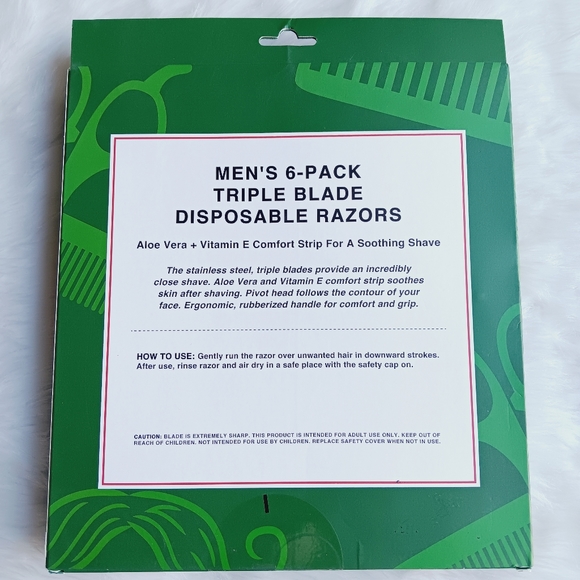 MEN'S 6-PACK
TRIPLE BLADE
DISPOSABLE RAZORS
Aloe Vera + Vitamin E Comfort Strip For A Soothing Shave
The stainless steel, triple blades provide an incredibly
close shave. Aloe Vera and Vitamin E comfort strip soothes
skin after shaving. Pivot head follows the contour of your
face. Ergonomic, rubberized handle for comfort and grip.
HOW TO USE: Gently run the razor over unwanted hair in downward strokes.
After use, rinse razor and air dry in a safe place with the safety cap on.
CAUTION: BLADE IS EXTREMELY SHARP. THIS PRODUCT IS INTENDED FOR ADULT USE ONLY. KEEP OUT OF
REACH OF CHILDREN. NOT INTENDED FOR USE BY CHILDREN. REPLACE SAFETY COVER WHEN NOT IN USE.